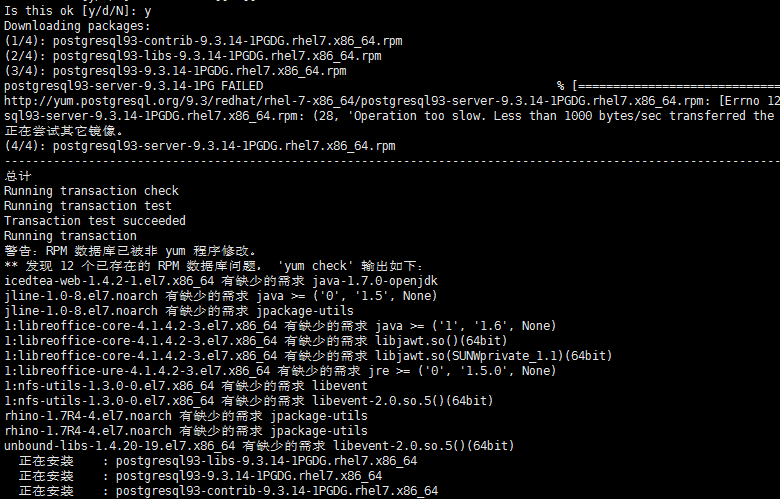 Is this ok [y/d/N]: y
Downloading packages:
(1/4): postgresql93-contrib-9.3.14-1PGDG.rhel7.x86_64.rpm
(2/4): postgresql93-libs-9.3.14-1PGDG.rhel7.x86_64.rpm
(3/4): postgresql93-9.3.14-1PGDG.rhel7.x86_64.rpm
postgresql93-server-9.3.14-1PG FAILED % [==============================
http://yum.postgresql.org/9.3/redhat/rhel-7-x86_64/postgresql93-server-9.3.14-1PGDG.rhel7.x86_64.rpm: [Errno 12
sql93-server-9.3.14-1PGDG.rhel7.x86_64.rpm: (28, 'Operation too slow. Less than 1000 bytes/sec transferred the
正在尝试其它镜像。
(4/4): postgresql93-server-9.3.14-1PGDG.rhel7.x86_64.rpm
--------------------------------------------------------------------------------------------------------------
总计
Running transaction check
Running transaction test
Transaction test succeeded
Running transaction
警告：RPM 数据库已被非 yum 程序修改。
** 发现 12 个已存在的 RPM 数据库问题， 'yum check' 输出如下：
icedtea-web-1.4.2-1.el7.x86_64 有缺少的需求 java-1.7.0-openjdk
jline-1.0-8.el7.noarch 有缺少的需求 java >= ('0', '1.5', None)
jline-1.0-8.el7.noarch 有缺少的需求 jpackage-utils
1:libreoffice-core-4.1.4.2-3.el7.x86_64 有缺少的需求 java >= ('1', '1.6', None)
1:libreoffice-core-4.1.4.2-3.el7.x86_64 有缺少的需求 libjawt.so()(64bit)
1:libreoffice-core-4.1.4.2-3.el7.x86_64 有缺少的需求 libjawt.so(SUNWprivate_1.1)(64bit)
1:libreoffice-ure-4.1.4.2-3.el7.x86_64 有缺少的需求 jre >= ('0', '1.5.0', None)
1:nfs-utils-1.3.0-0.el7.x86_64 有缺少的需求 libevent
1:nfs-utils-1.3.0-0.el7.x86_64 有缺少的需求 libevent-2.0.so.5()(64bit)
rhino-1.7R4-4.el7.noarch 有缺少的需求 jpackage-utils
rhino-1.7R4-4.el7.noarch 有缺少的需求 jpackage-utils
unbound-libs-1.4.20-19.el7.x86_64 有缺少的需求 libevent-2.0.so.5()(64bit)
正在安装 : postgresql93-libs-9.3.14-1PGDG.rhel7.x86_64
正在安装 : postgresql93-9.3.14-1PGDG.rhel7.x86_64
正在安装 : postgresql93-contrib-9.3.14-1PGDG.rhel7.x86_64